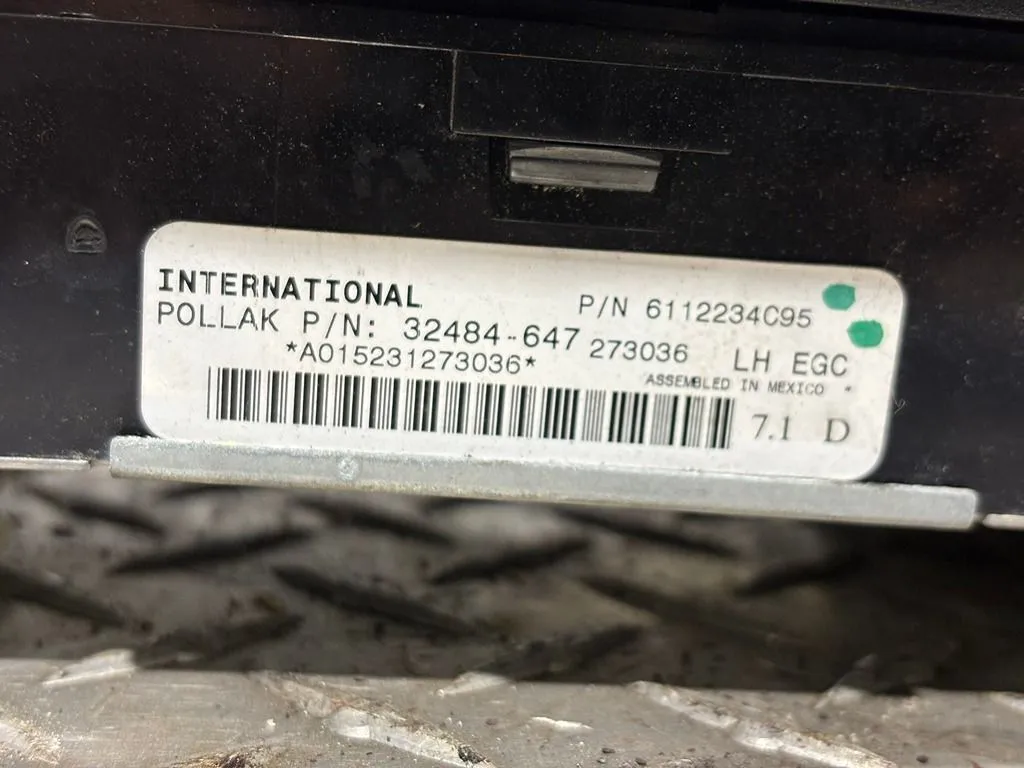 INTERNATIONAL P/N 6112234C95
POLLAK P/N: 32484-647 273036 LH EGC
*A015231273036* ASSEMBLED IN MEXICO
7.1 D